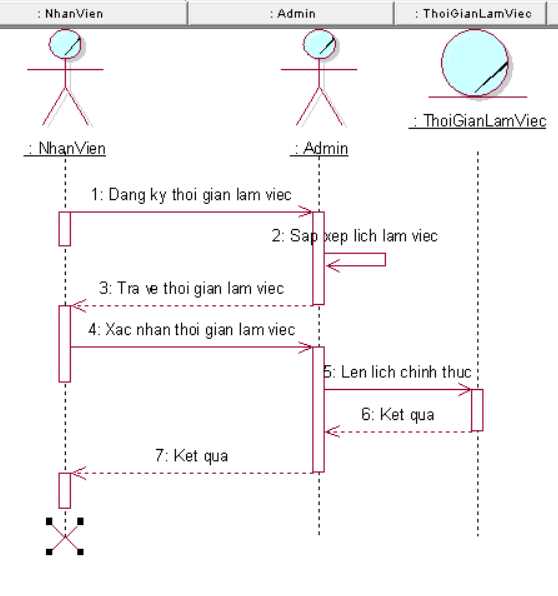 : NhanVien
: Admin
: ThoiGianLamViec
: NhanVien
: Admin
: ThoiGianLamViec
1: Dang ky thoi gian lam viec
2: Sap xep lich lam viec
3: Tra ve thoi gian lam viec
4: Xac nhan thoi gian lam viec
5: Len lich chinh thuc
6: Ket qua
7: Ket qua